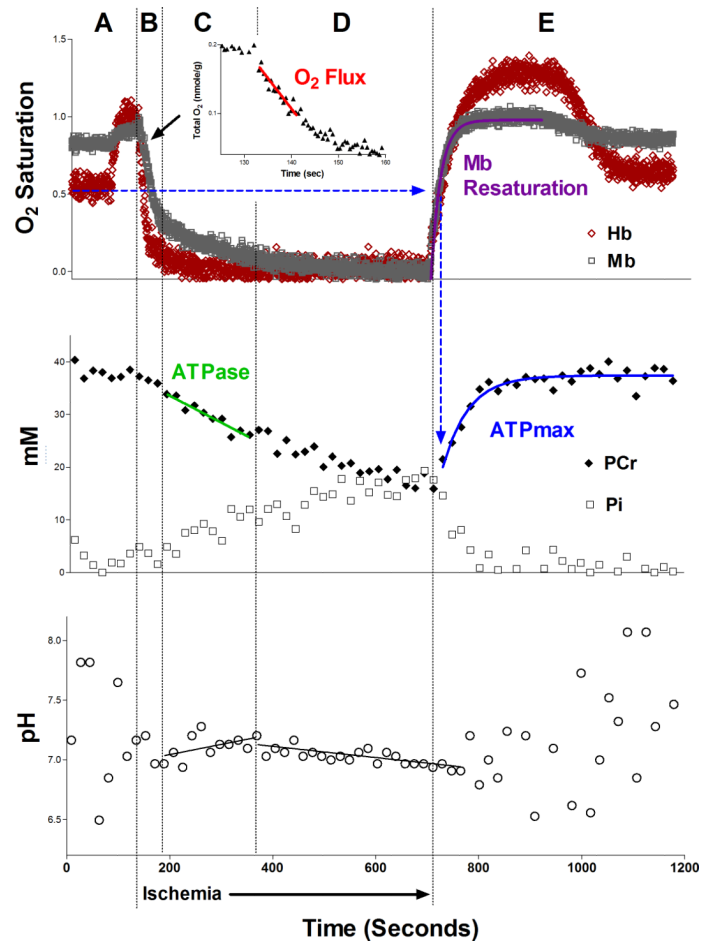 A B C D E
1.5
1.0
0.5
0.0
O2 Saturation
0.2
0.1
Total O2 (nmole/g)
130 140 150 160
Time (sec)
O2 Flux
Mb
Resaturation
Hb
Mb
40
30
20
10
0
mM
ATPase
ATPmax
PCr
Pi
8.0
7.5
7.0
6.5
pH
0 200 400 600 800 1000 1200
Ischemia
Time (Seconds)